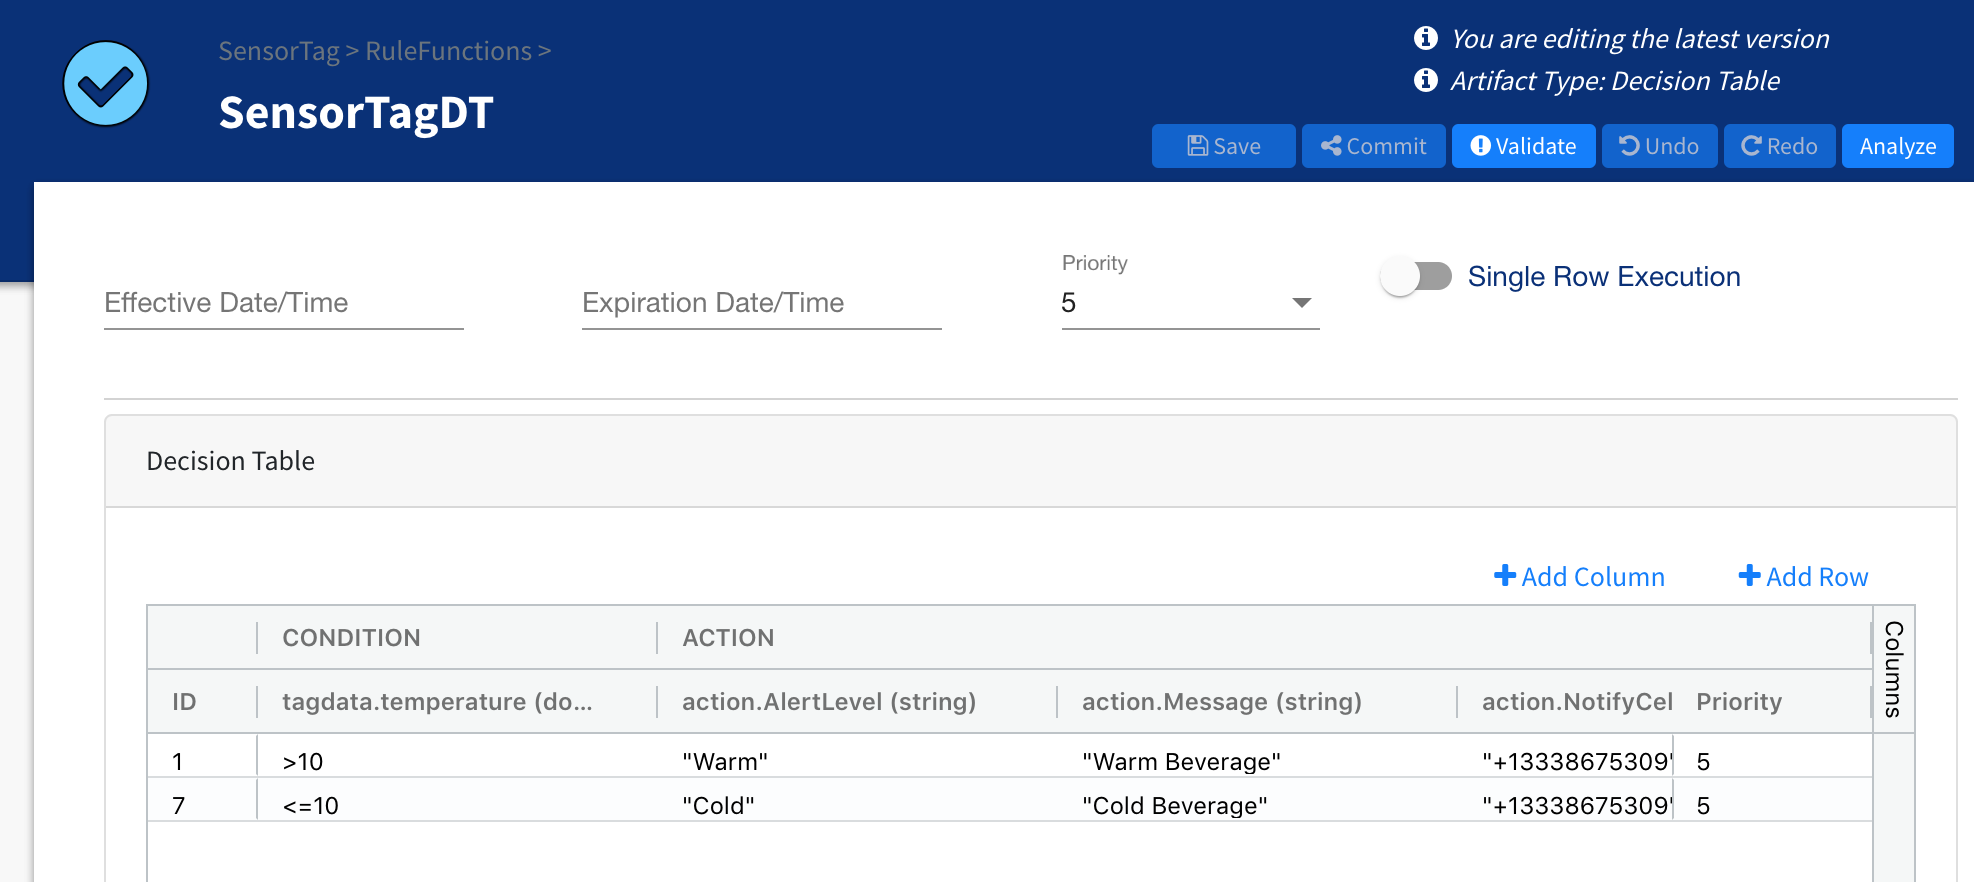 SensorTag > RuleFunctions >
SensorTagDT
You are editing the latest version
Artifact Type: Decision Table
Save Commit Validate Undo Redo Analyze
Effective Date/Time
Expiration Date/Time
Priority
5
Single Row Execution
Decision Table
Add Column Add Row
CONDITION ACTION
Columns
ID tagdata.temperature (do... action.AlertLevel (string) action.Message (string) action.NotifyCel Priority
1 >10 "Warm" "Warm Beverage" "+13338675309" 5
7 <=10 "Cold" "Cold Beverage" "+13338675309" 5